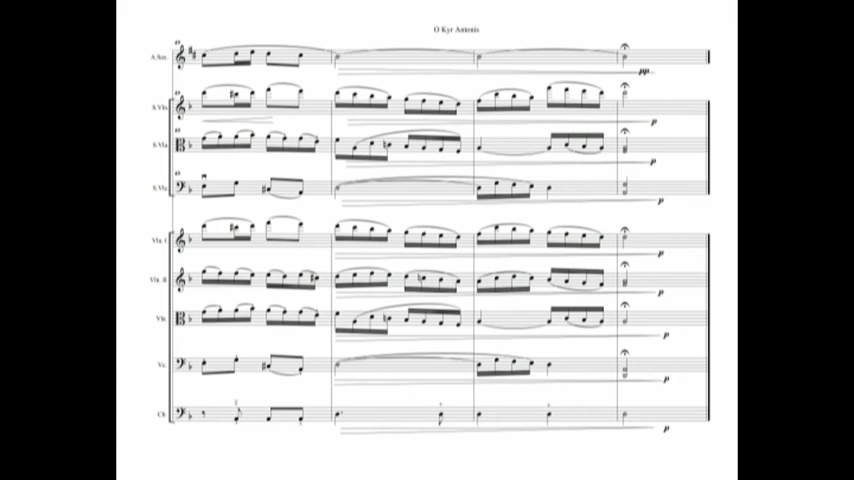 O Kyr Antonis
A.Sax.
pp
S.Vln.
p
S.Vla.
p
S.Vlc.
p
Vln. I
p
Vln. II
p
Vla.
p
Vc.
p
Cb.
p